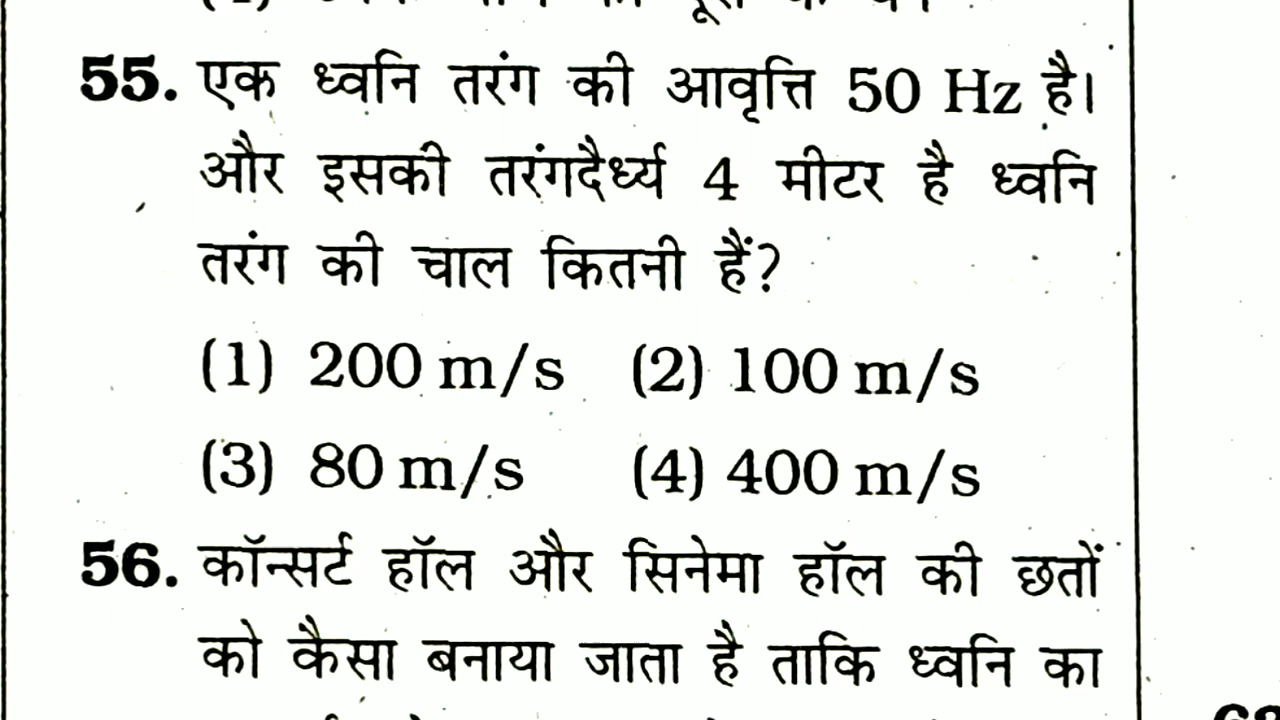 55. एक ध्वनि तरंग की आवृत्ति 50 Hz है।
और इसकी तरंगदैर्ध्य 4 मीटर है ध्वनि
तरंग की चाल कितनी हैं?
(1) 200 m/s (2) 100 m/s
(3) 80 m/s (4) 400 m/s
56. कॉन्सर्ट हॉल और सिनेमा हॉल की छतों
को कैसा बनाया जाता है ताकि ध्वनि का